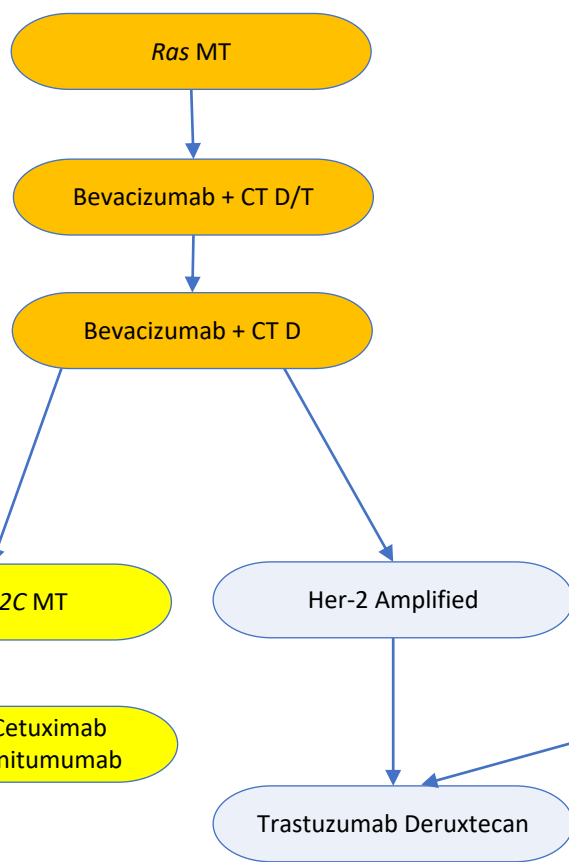 Ras MT
Bevacizumab + CT D/T
Bevacizumab + CT D
2C MT
Her-2 Amplified
Cetuximab
nitumumab
Trastuzumab Deruxtecan